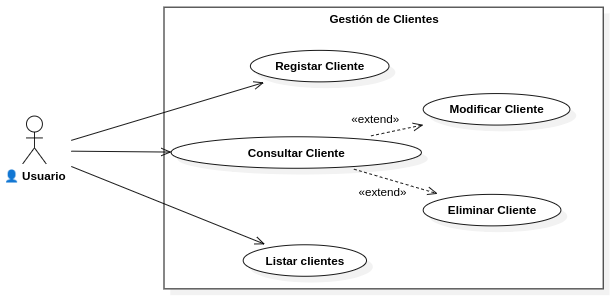 Gestión de Clientes
Registar Cliente
Modificar Cliente
«extend»
Consultar Cliente
Usuario
«extend»
Eliminar Cliente
Listar clientes